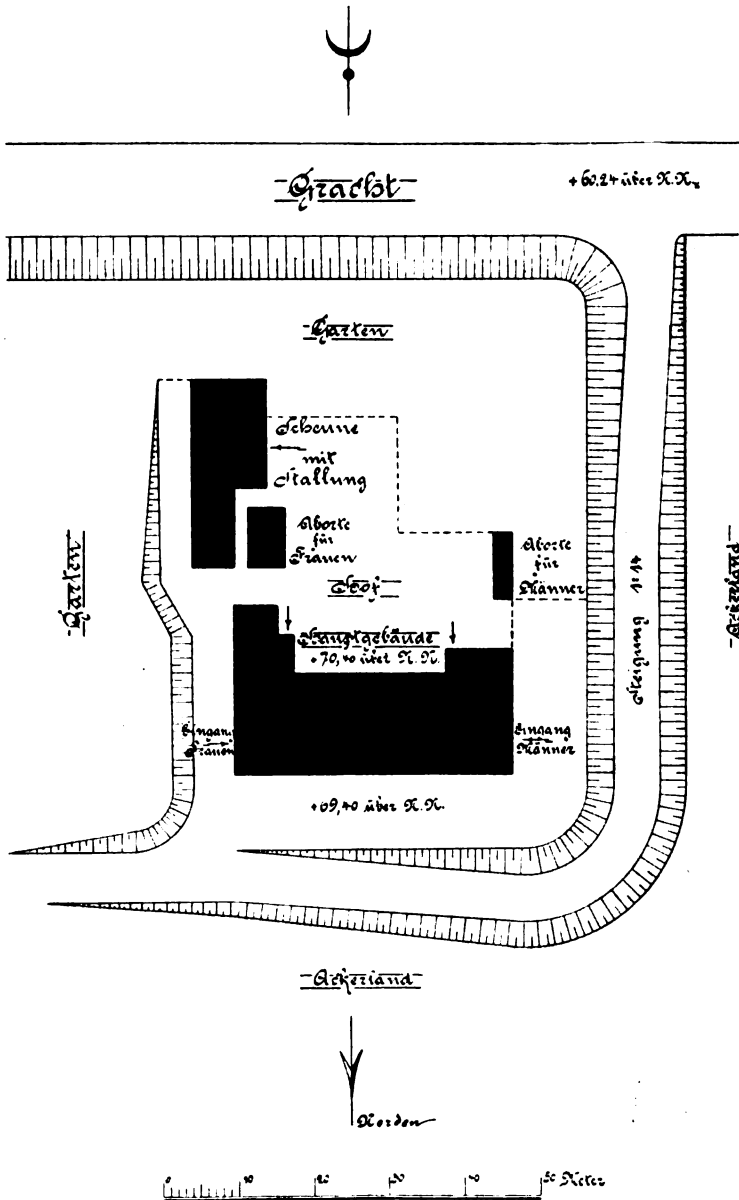 Gracht
+60.24 über N.N.
Garten
Scheune
mit
Stallung
Aborte
für
Frauen
Aborte
für
Männer
Garten
Hof
Hauptgebäude
+70,40 über N.N.
Steigung 1:14
Ackerland
Eingang
Frauen
Eingang
Männer
+69,40 über N.N.
Ackerland
Norden
0 10 20 30 40 50 Meter